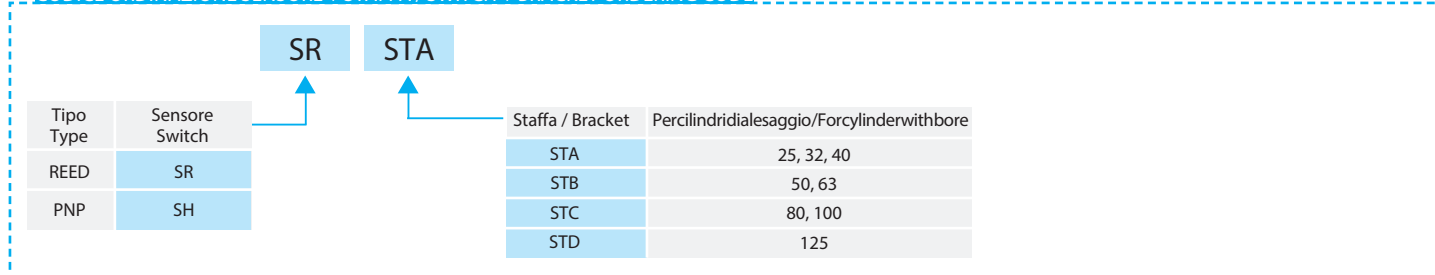 SR STA
Tipo Sensore
Type Switch
REED SR
PNP SH
Staffa / Bracket Percilindridialesaggio/Forcylinderwithbore
STA 25, 32, 40
STB 50, 63
STC 80, 100
STD 125